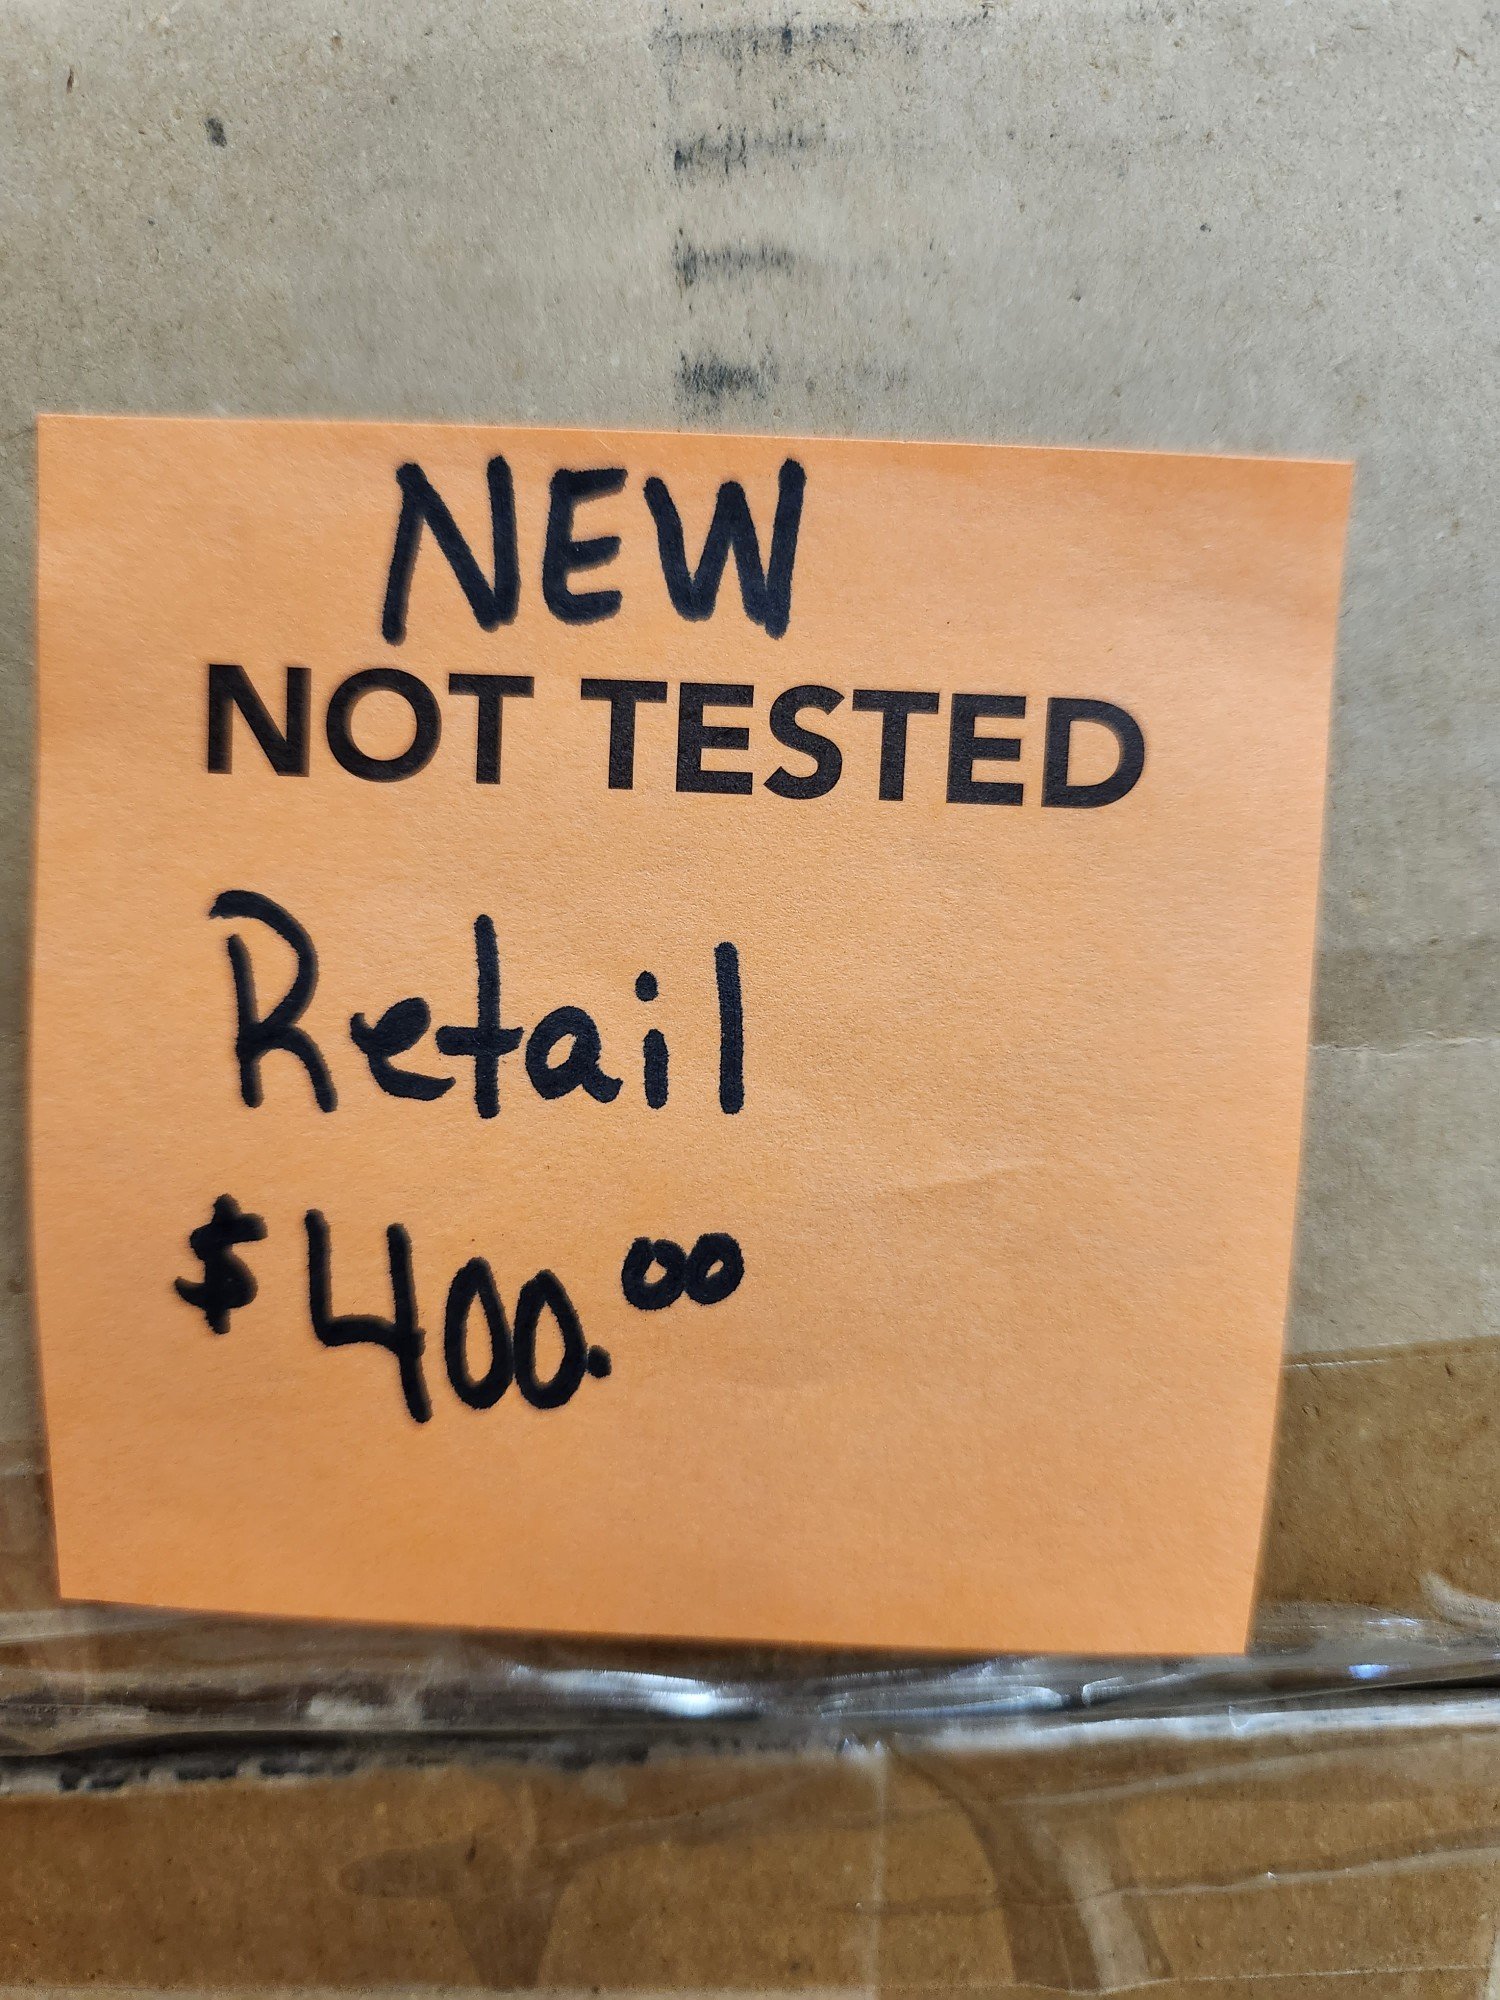 NEW
NOT TESTED
Retail
$400.00